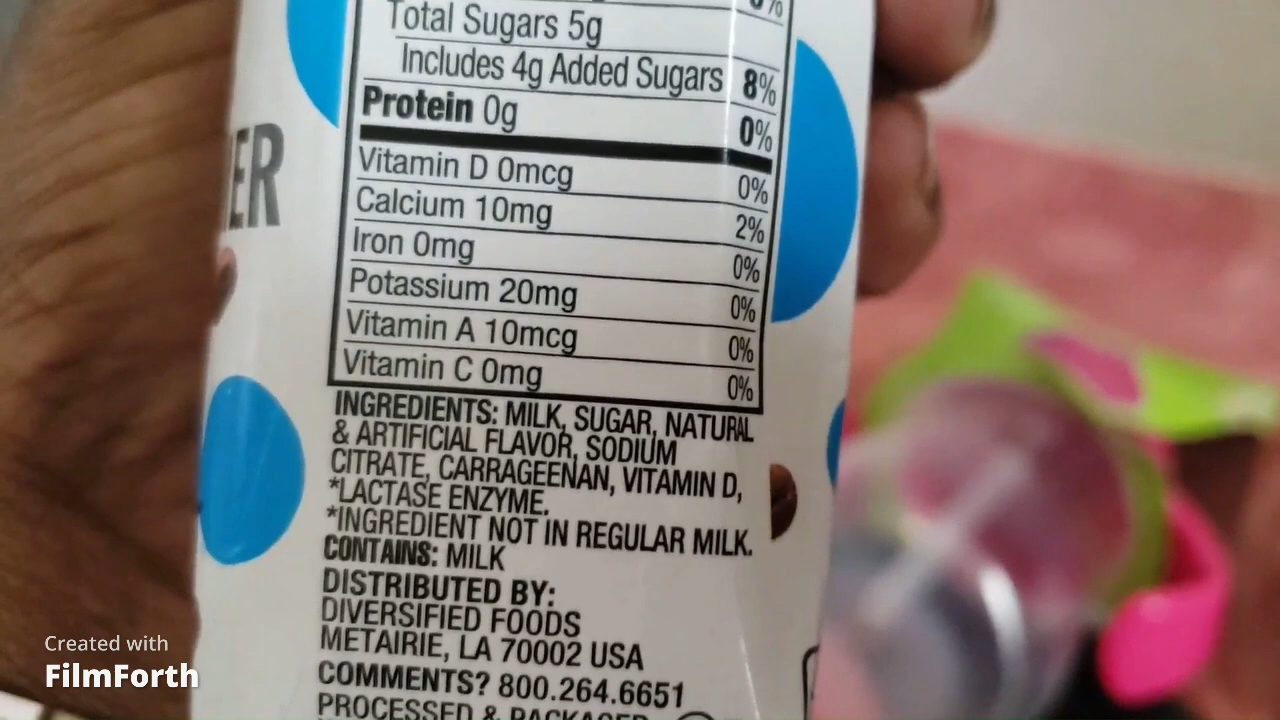 Total Sugars 5g
Includes 4g Added Sugars 8%
Protein 0g 0%
Vitamin D 0mcg 0%
Calcium 10mg 2%
Iron 0mg 0%
Potassium 20mg 0%
Vitamin A 10mcg 0%
Vitamin C 0mg 0%
INGREDIENTS: MILK, SUGAR, NATURAL
& ARTIFICIAL FLAVOR, SODIUM
CITRATE, CARRAGEENAN, VITAMIN D,
*LACTASE ENZYME.
*INGREDIENT NOT IN REGULAR MILK.
CONTAINS: MILK
DISTRIBUTED BY:
DIVERSIFIED FOODS
METAIRIE, LA 70002 USA
COMMENTS? 800.264.6651
PROCESSED & PACKAGED
ER
Created with
FilmForth